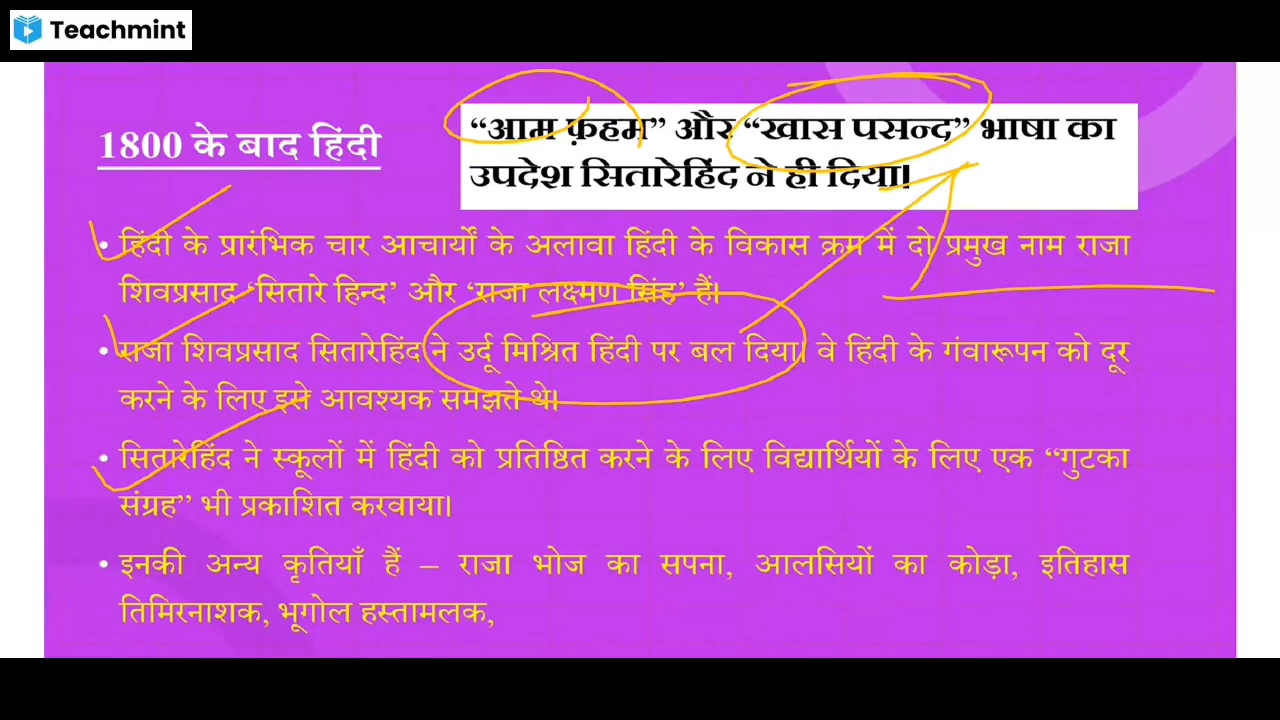 Teachmint
1800 के बाद हिंदी
“आम फ़हम” और “खास पसन्द” भाषा का
उपदेश सितारेहिंद ने ही दिया।
• हिंदी के प्रारंभिक चार आचार्यों के अलावा हिंदी के विकास क्रम में दो प्रमुख नाम राजा
शिवप्रसाद ‘सितारे हिन्द’ और ‘राजा लक्ष्मण सिंह’ हैं।
• राजा शिवप्रसाद सितारेहिंद ने उर्दू मिश्रित हिंदी पर बल दिया। वे हिंदी के गंवारूपन को दूर
करने के लिए इसे आवश्यक समझते थे।
• सितारेहिंद ने स्कूलों में हिंदी को प्रतिष्ठित करने के लिए विद्यार्थियों के लिए एक “गुटका
संग्रह” भी प्रकाशित करवाया।
• इनकी अन्य कृतियाँ हैं – राजा भोज का सपना, आलसियों का कोड़ा, इतिहास
तिमिरनाशक, भूगोल हस्तामलक,